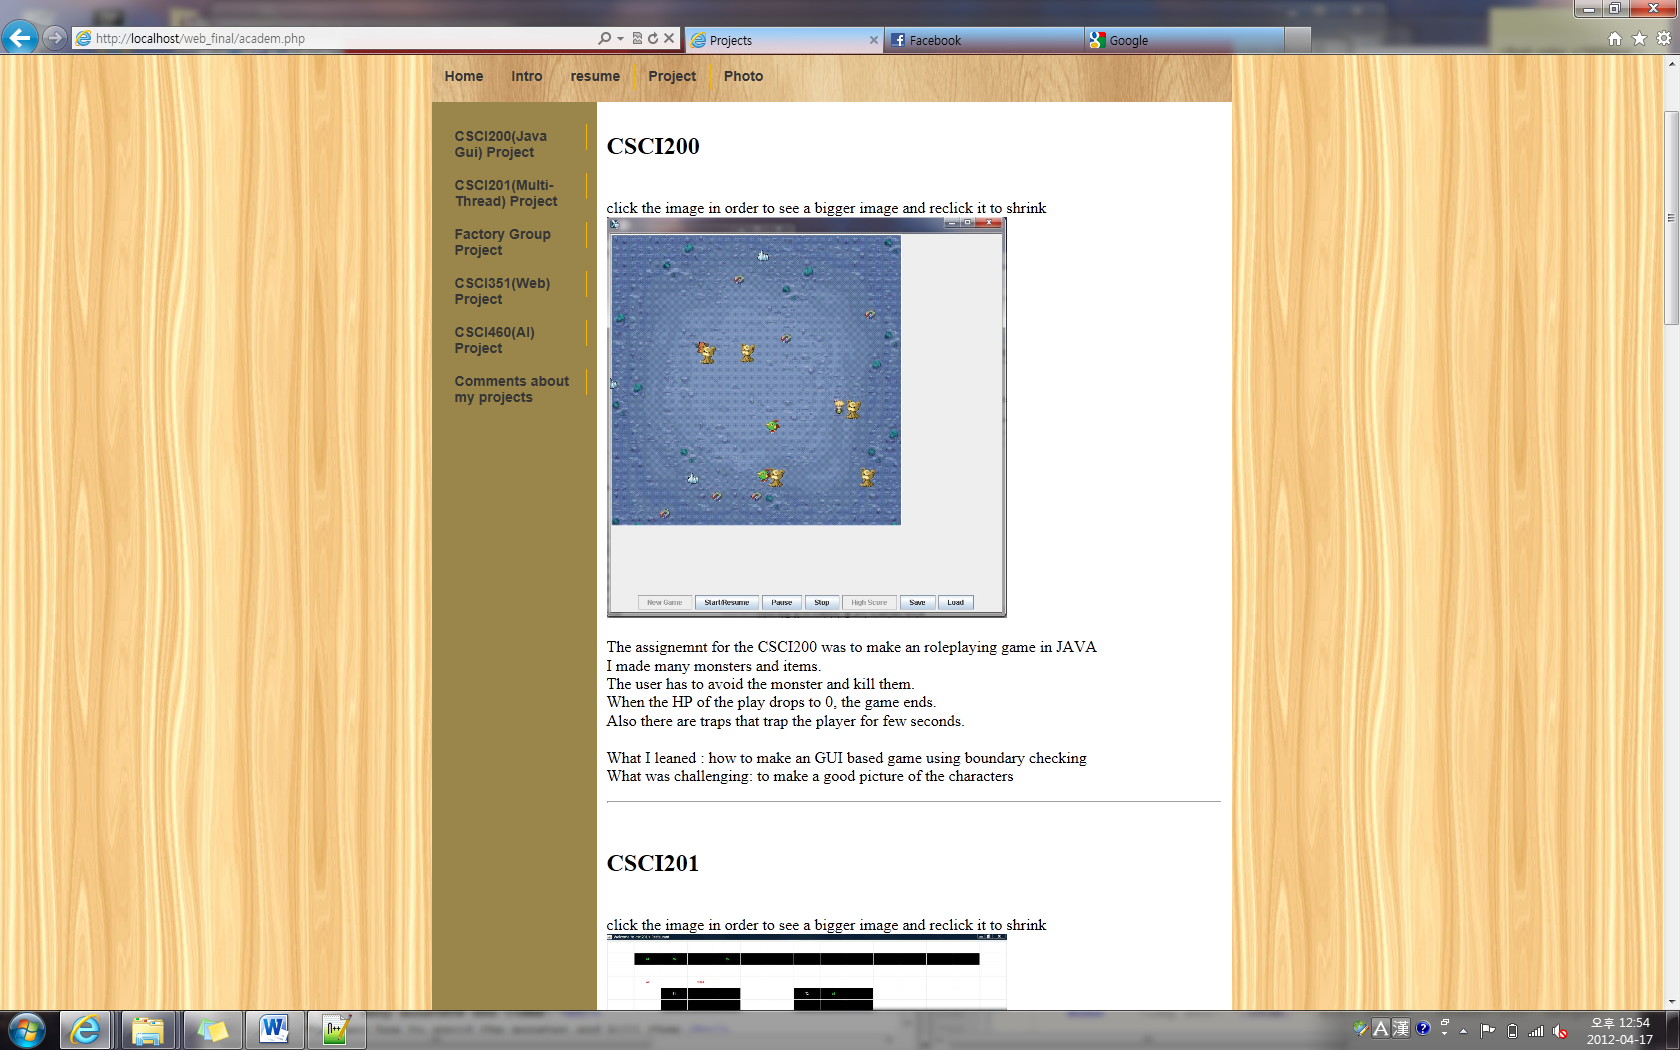 http://localhost/web_final/academ.php
Projects
Facebook
Google
Home
Intro
resume
Project
Photo
CSCI200(Java
Gui) Project
CSCI201(Multi-
Thread) Project
Factory Group
Project
CSCI351(Web)
Project
CSCI460(AI)
Project
Comments about
my projects
CSCI200
click the image in order to see a bigger image and reclick it to shrink
New Game
Start/Resume
Pause
Stop
High Score
Save
Load
The assignemnt for the CSCI200 was to make an roleplaying game in JAVA
I made many monsters and items.
The user has to avoid the monster and kill them.
When the HP of the play drops to 0, the game ends.
Also there are traps that trap the player for few seconds.
What I leaned : how to make an GUI based game using boundary checking
What was challenging: to make a good picture of the characters
CSCI201
click the image in order to see a bigger image and reclick it to shrink
A 漢
오후 12:54
2012-04-17